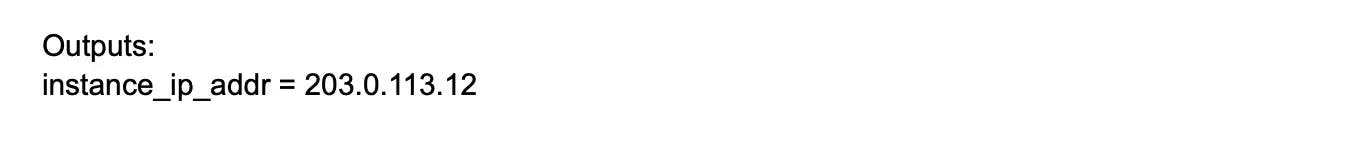 Outputs:
instance_ip_addr = 203.0.113.12